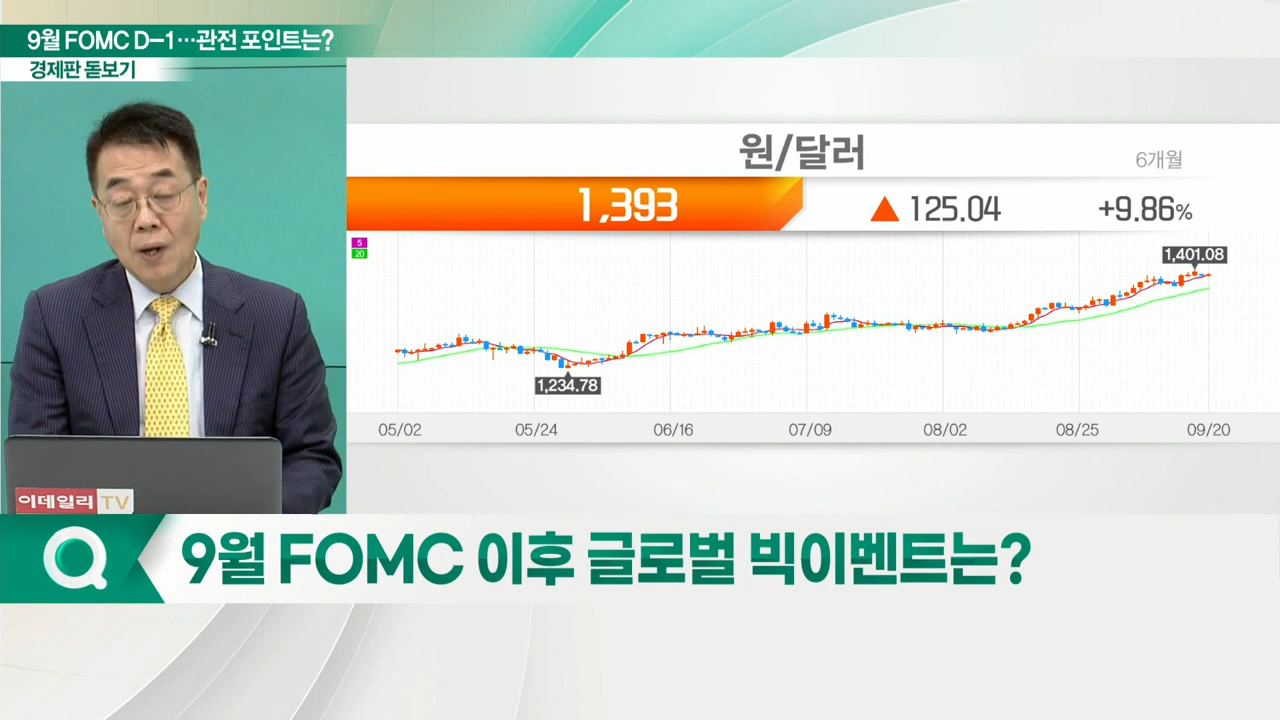 9월 FOMC D-1…관전 포인트는?
경제판 돋보기
원/달러
6개월
1,393 ▲ 125.04 +9.86%
5
20
1,401.08
1,234.78
05/02 05/24 06/16 07/09 08/02 08/25 09/20
이데일리 TV
9월 FOMC 이후 글로벌 빅이벤트는?